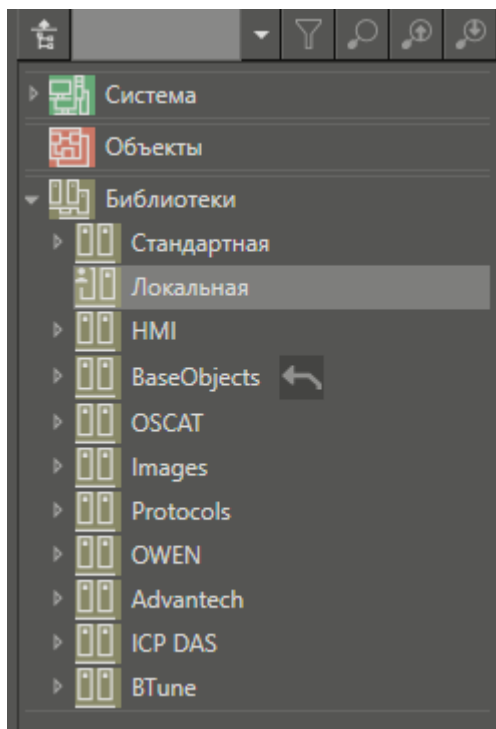 Система
Объекты
Библиотеки
Стандартная
Локальная
HMI
BaseObjects
OSCAT
Images
Protocols
OWEN
Advantech
ICP DAS
BTune